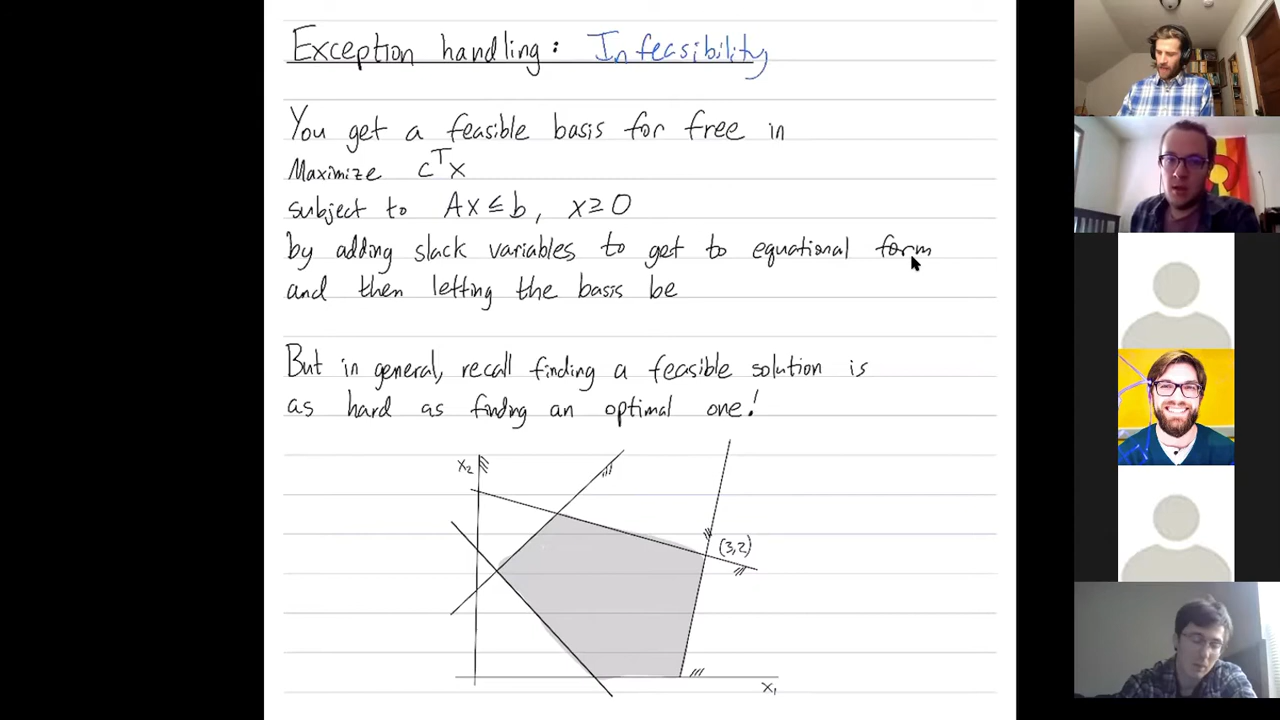 Exception handling: Infeasibility
You get a feasible basis for free in
Maximize cᵀx
subject to Ax ≤ b, x ≥ 0
by adding slack variables to get to equational form
and then letting the basis be
But in general, recall finding a feasible solution is
as hard as finding an optimal one!
x₂
(3,2)
x₁